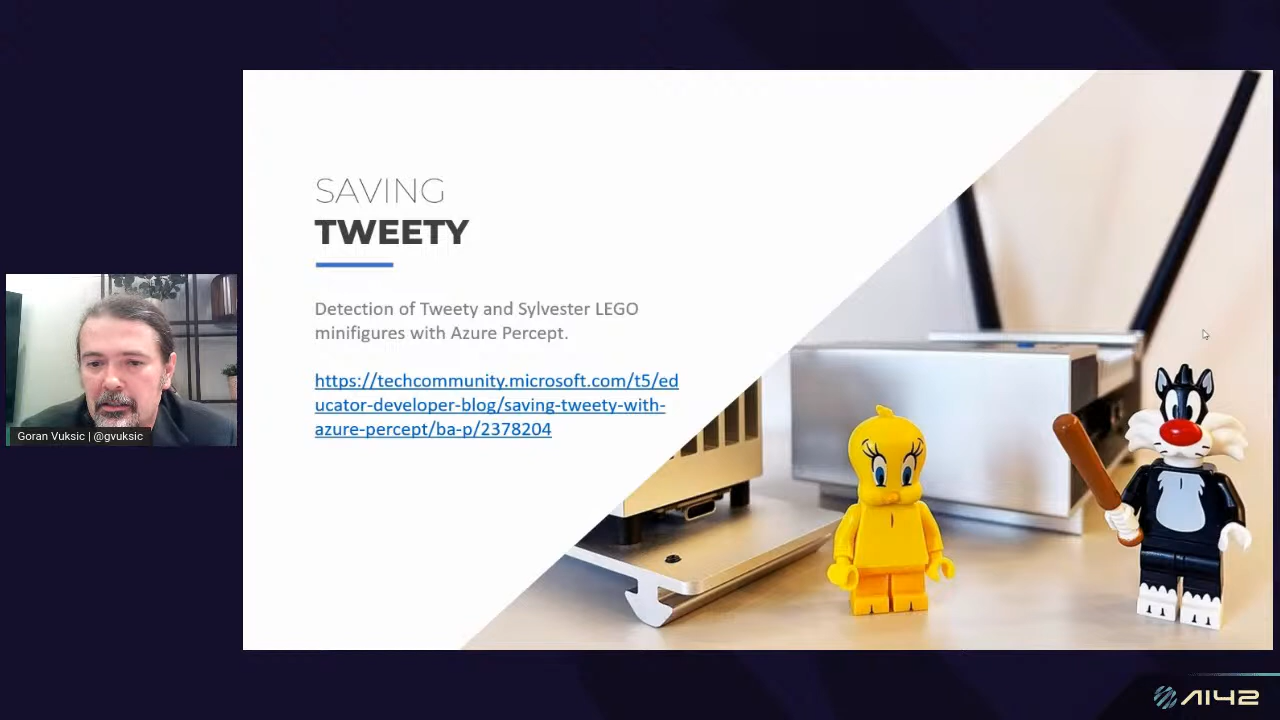 SAVING
TWEETY
Detection of Tweety and Sylvester LEGO
minifigures with Azure Percept.
https://techcommunity.microsoft.com/t5/ed
ucator-developer-blog/saving-tweety-with-
azure-percept/ba-p/2378204
Goran Vuksic | @gvuksic
AI42